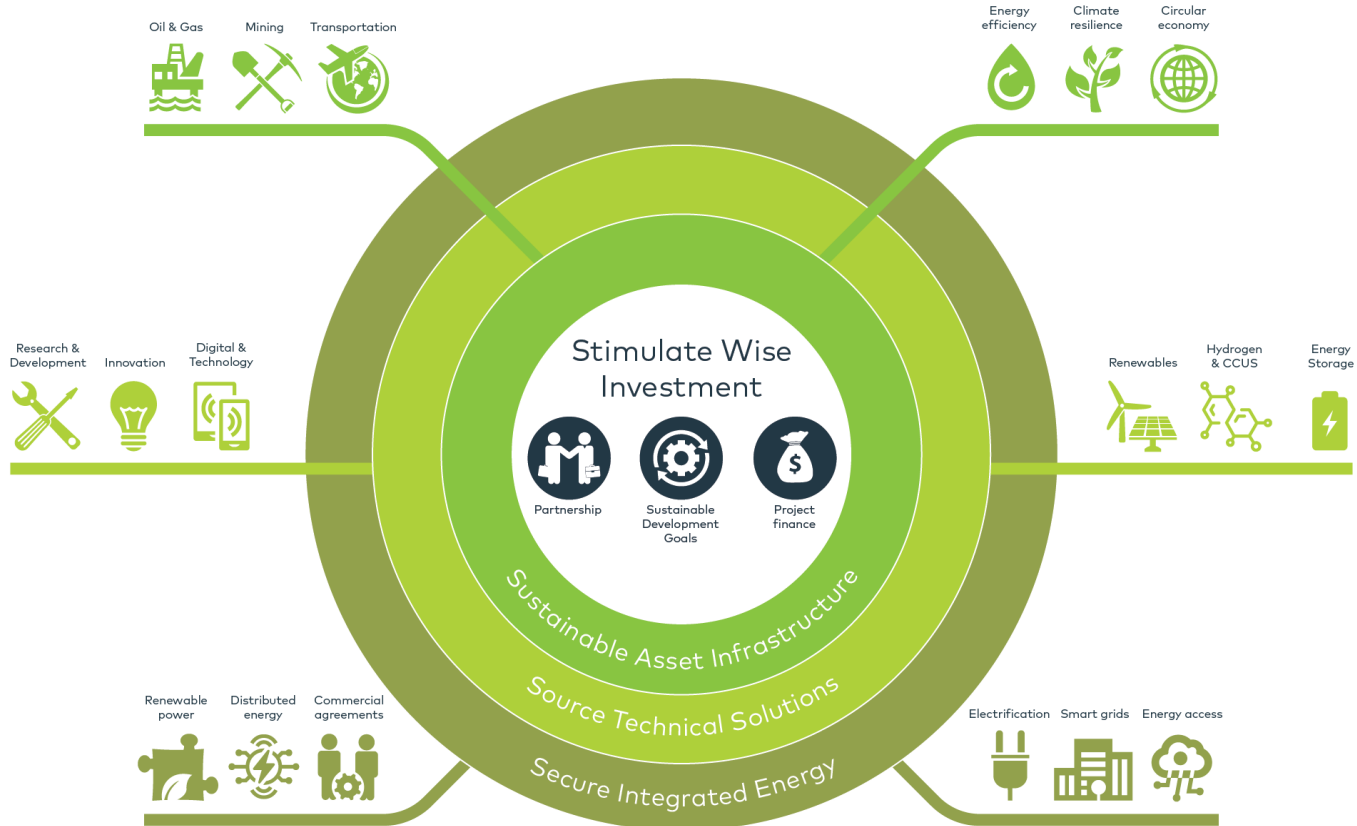 Oil & Gas
Mining
Transportation
Energy
efficiency
Climate
resilience
Circular
economy
Research &
Development
Innovation
Digital &
Technology
Stimulate Wise
Investment
Partnership
Sustainable
Development
Goals
$
Project
finance
Renewables
Hydrogen
& CCUS
Energy
Storage
Sustainable Asset Infrastructure
Source Technical Solutions
Secure Integrated Energy
Renewable
power
Distributed
energy
Commercial
agreements
Electrification
Smart grids
Energy access